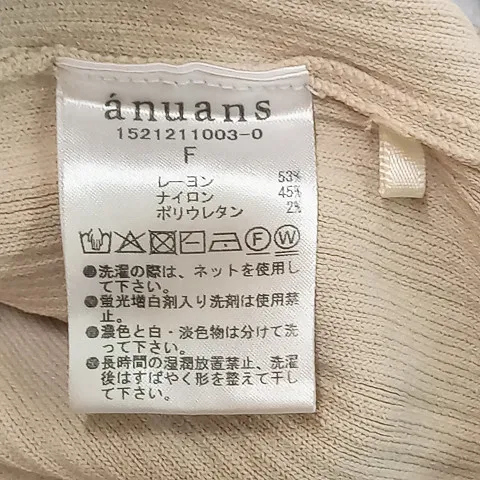 ánuans
1521211003-0
F
レーヨン 53%
ナイロン 45%
ポリウレタン 2%
F W
●洗濯の際は、ネットを使用し
て下さい。
●蛍光増白剤入り洗剤は使用禁
止。
●濃色と白・淡色物は分けて洗
って下さい。
●長時間の湿潤放置禁止、洗濯
後はすばやく形を整えて干し
て下さい。